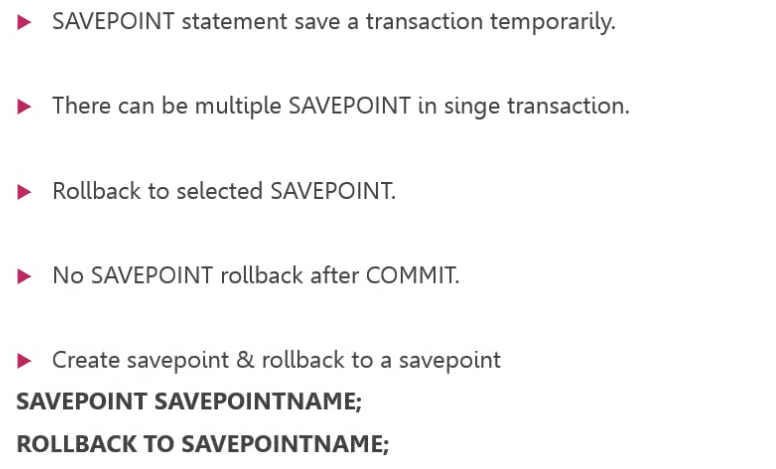 SAVEPOINT statement save a transaction temporarily.
There can be multiple SAVEPOINT in singe transaction.
Rollback to selected SAVEPOINT.
No SAVEPOINT rollback after COMMIT.
Create savepoint & rollback to a savepoint
SAVEPOINT SAVEPOINTNAME;
ROLLBACK TO SAVEPOINTNAME;